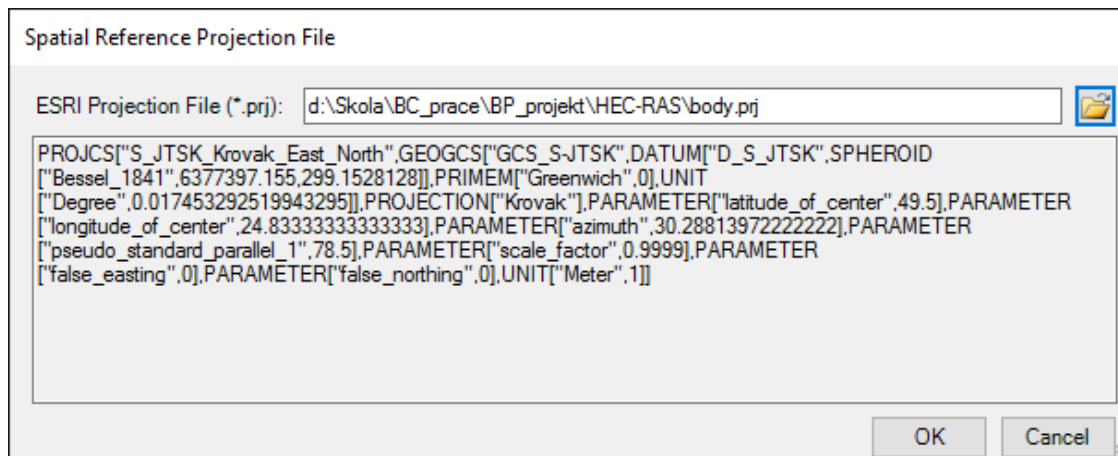 Spatial Reference Projection File
ESRI Projection File (*.prj): d:\Skola\BC_prace\BP_projekt\HEC-RAS\body.prj
PROJCS["S_JTSK_Krovak_East_North",GEOGCS["GCS_S-JTSK",DATUM["D_S_JTSK",SPHEROID
["Bessel_1841",6377397.155,299.1528128]],PRIMEM["Greenwich",0],UNIT
["Degree",0.017453292519943295]],PROJECTION["Krovak"],PARAMETER["latitude_of_center",49.5],PARAMETER
["longitude_of_center",24.83333333333333],PARAMETER["azimuth",30.28813972222222],PARAMETER
["pseudo_standard_parallel_1",78.5],PARAMETER["scale_factor",0.9999],PARAMETER
["false_easting",0],PARAMETER["false_northing",0],UNIT["Meter",1]]
OK Cancel